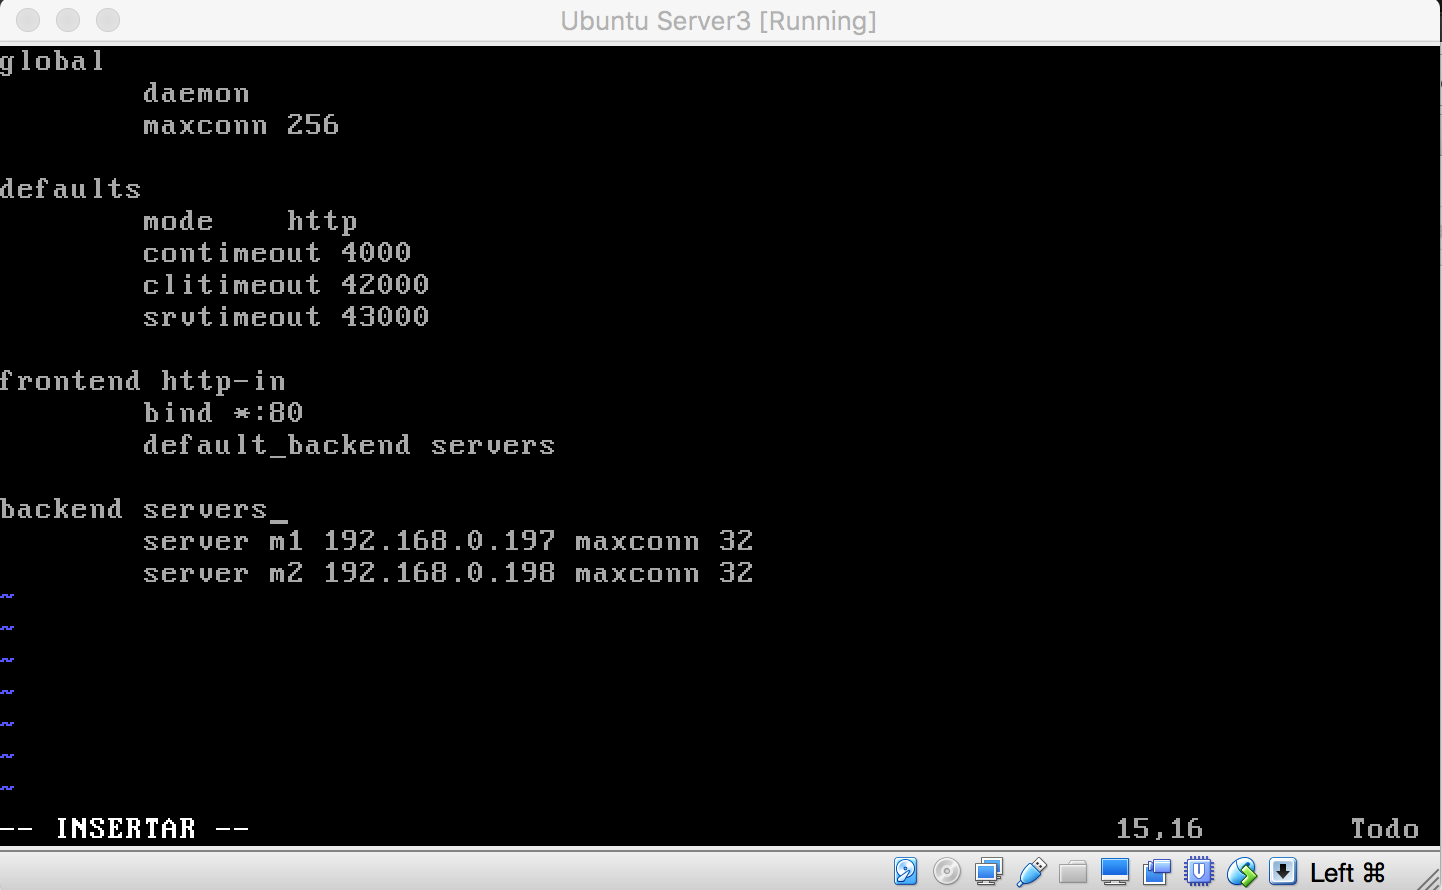 Ubuntu Server3 [Running]
global
        daemon
        maxconn 256

defaults
        mode    http
        contimeout 4000
        clitimeout 42000
        srvtimeout 43000

frontend http-in
        bind *:80
        default_backend servers

backend servers
        server m1 192.168.0.197 maxconn 32
        server m2 192.168.0.198 maxconn 32
~
~
~
~
~
~
~
-- INSERTAR -- 15,16 Todo
Left ⌘